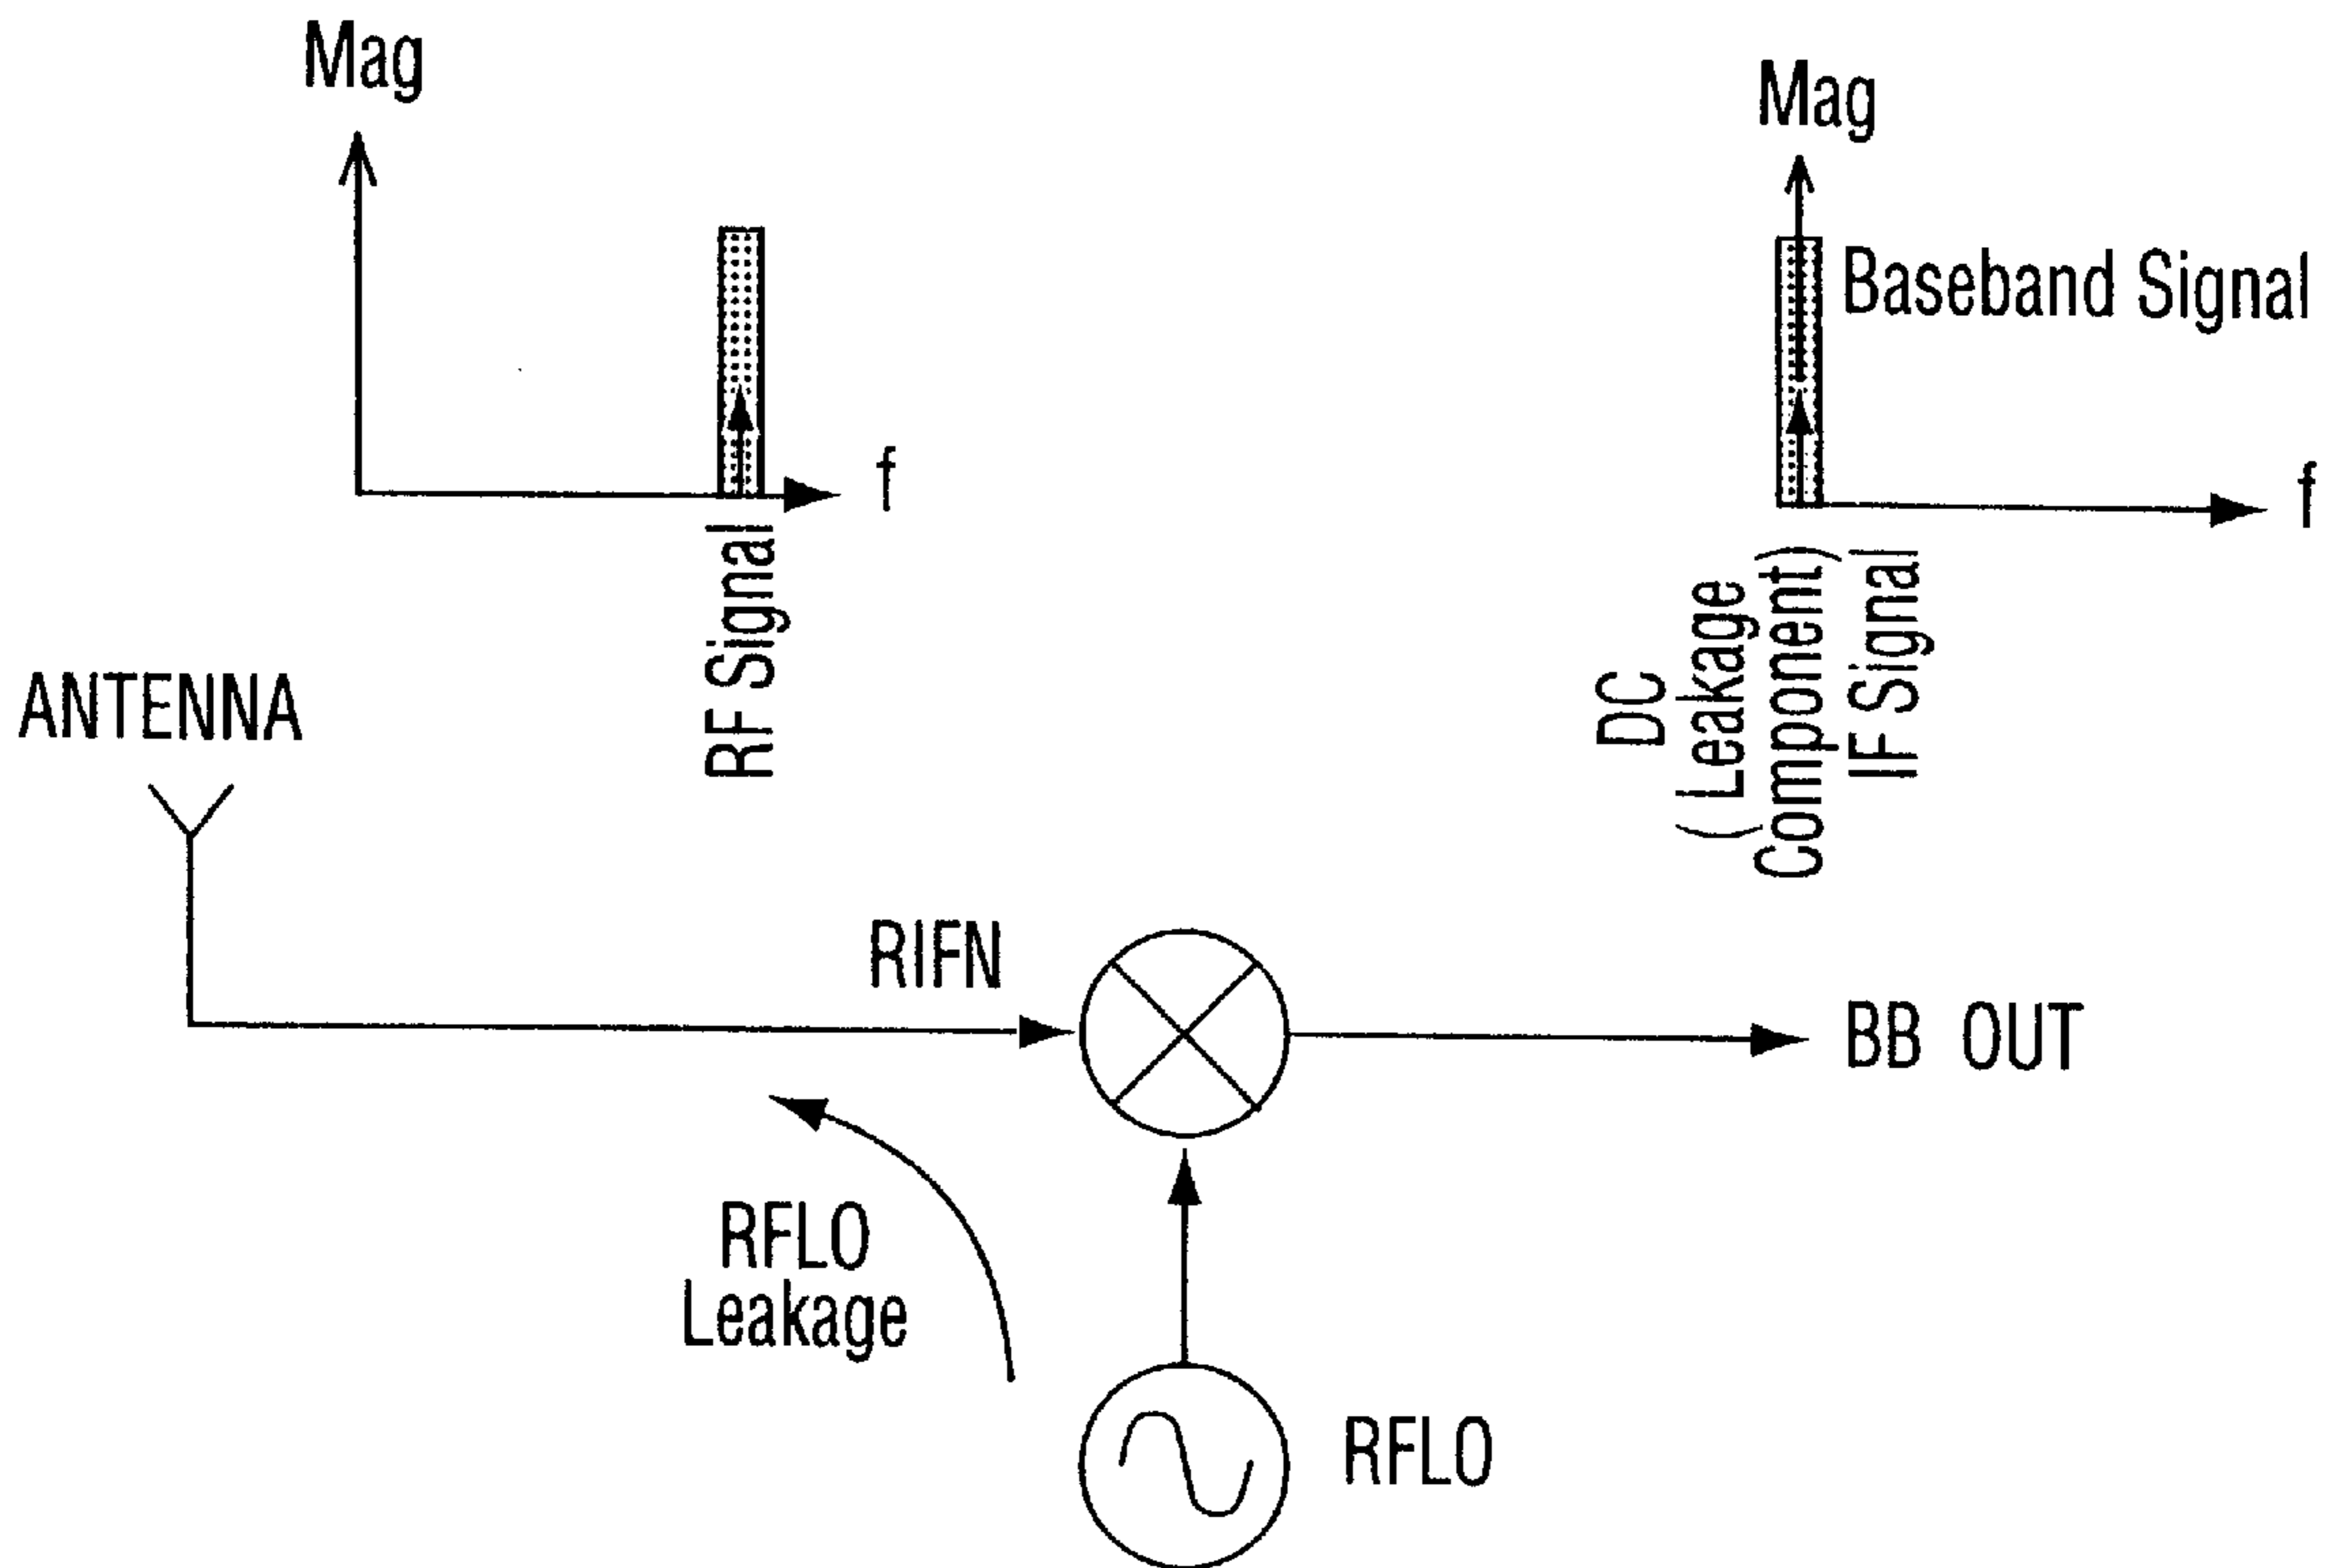 Mag
Mag
Baseband Signal
f
f
RF Signal
DC
(Leakage
Component)
IF Signal
ANTENNA
RIFN
BB OUT
RFLO
Leakage
RFLO